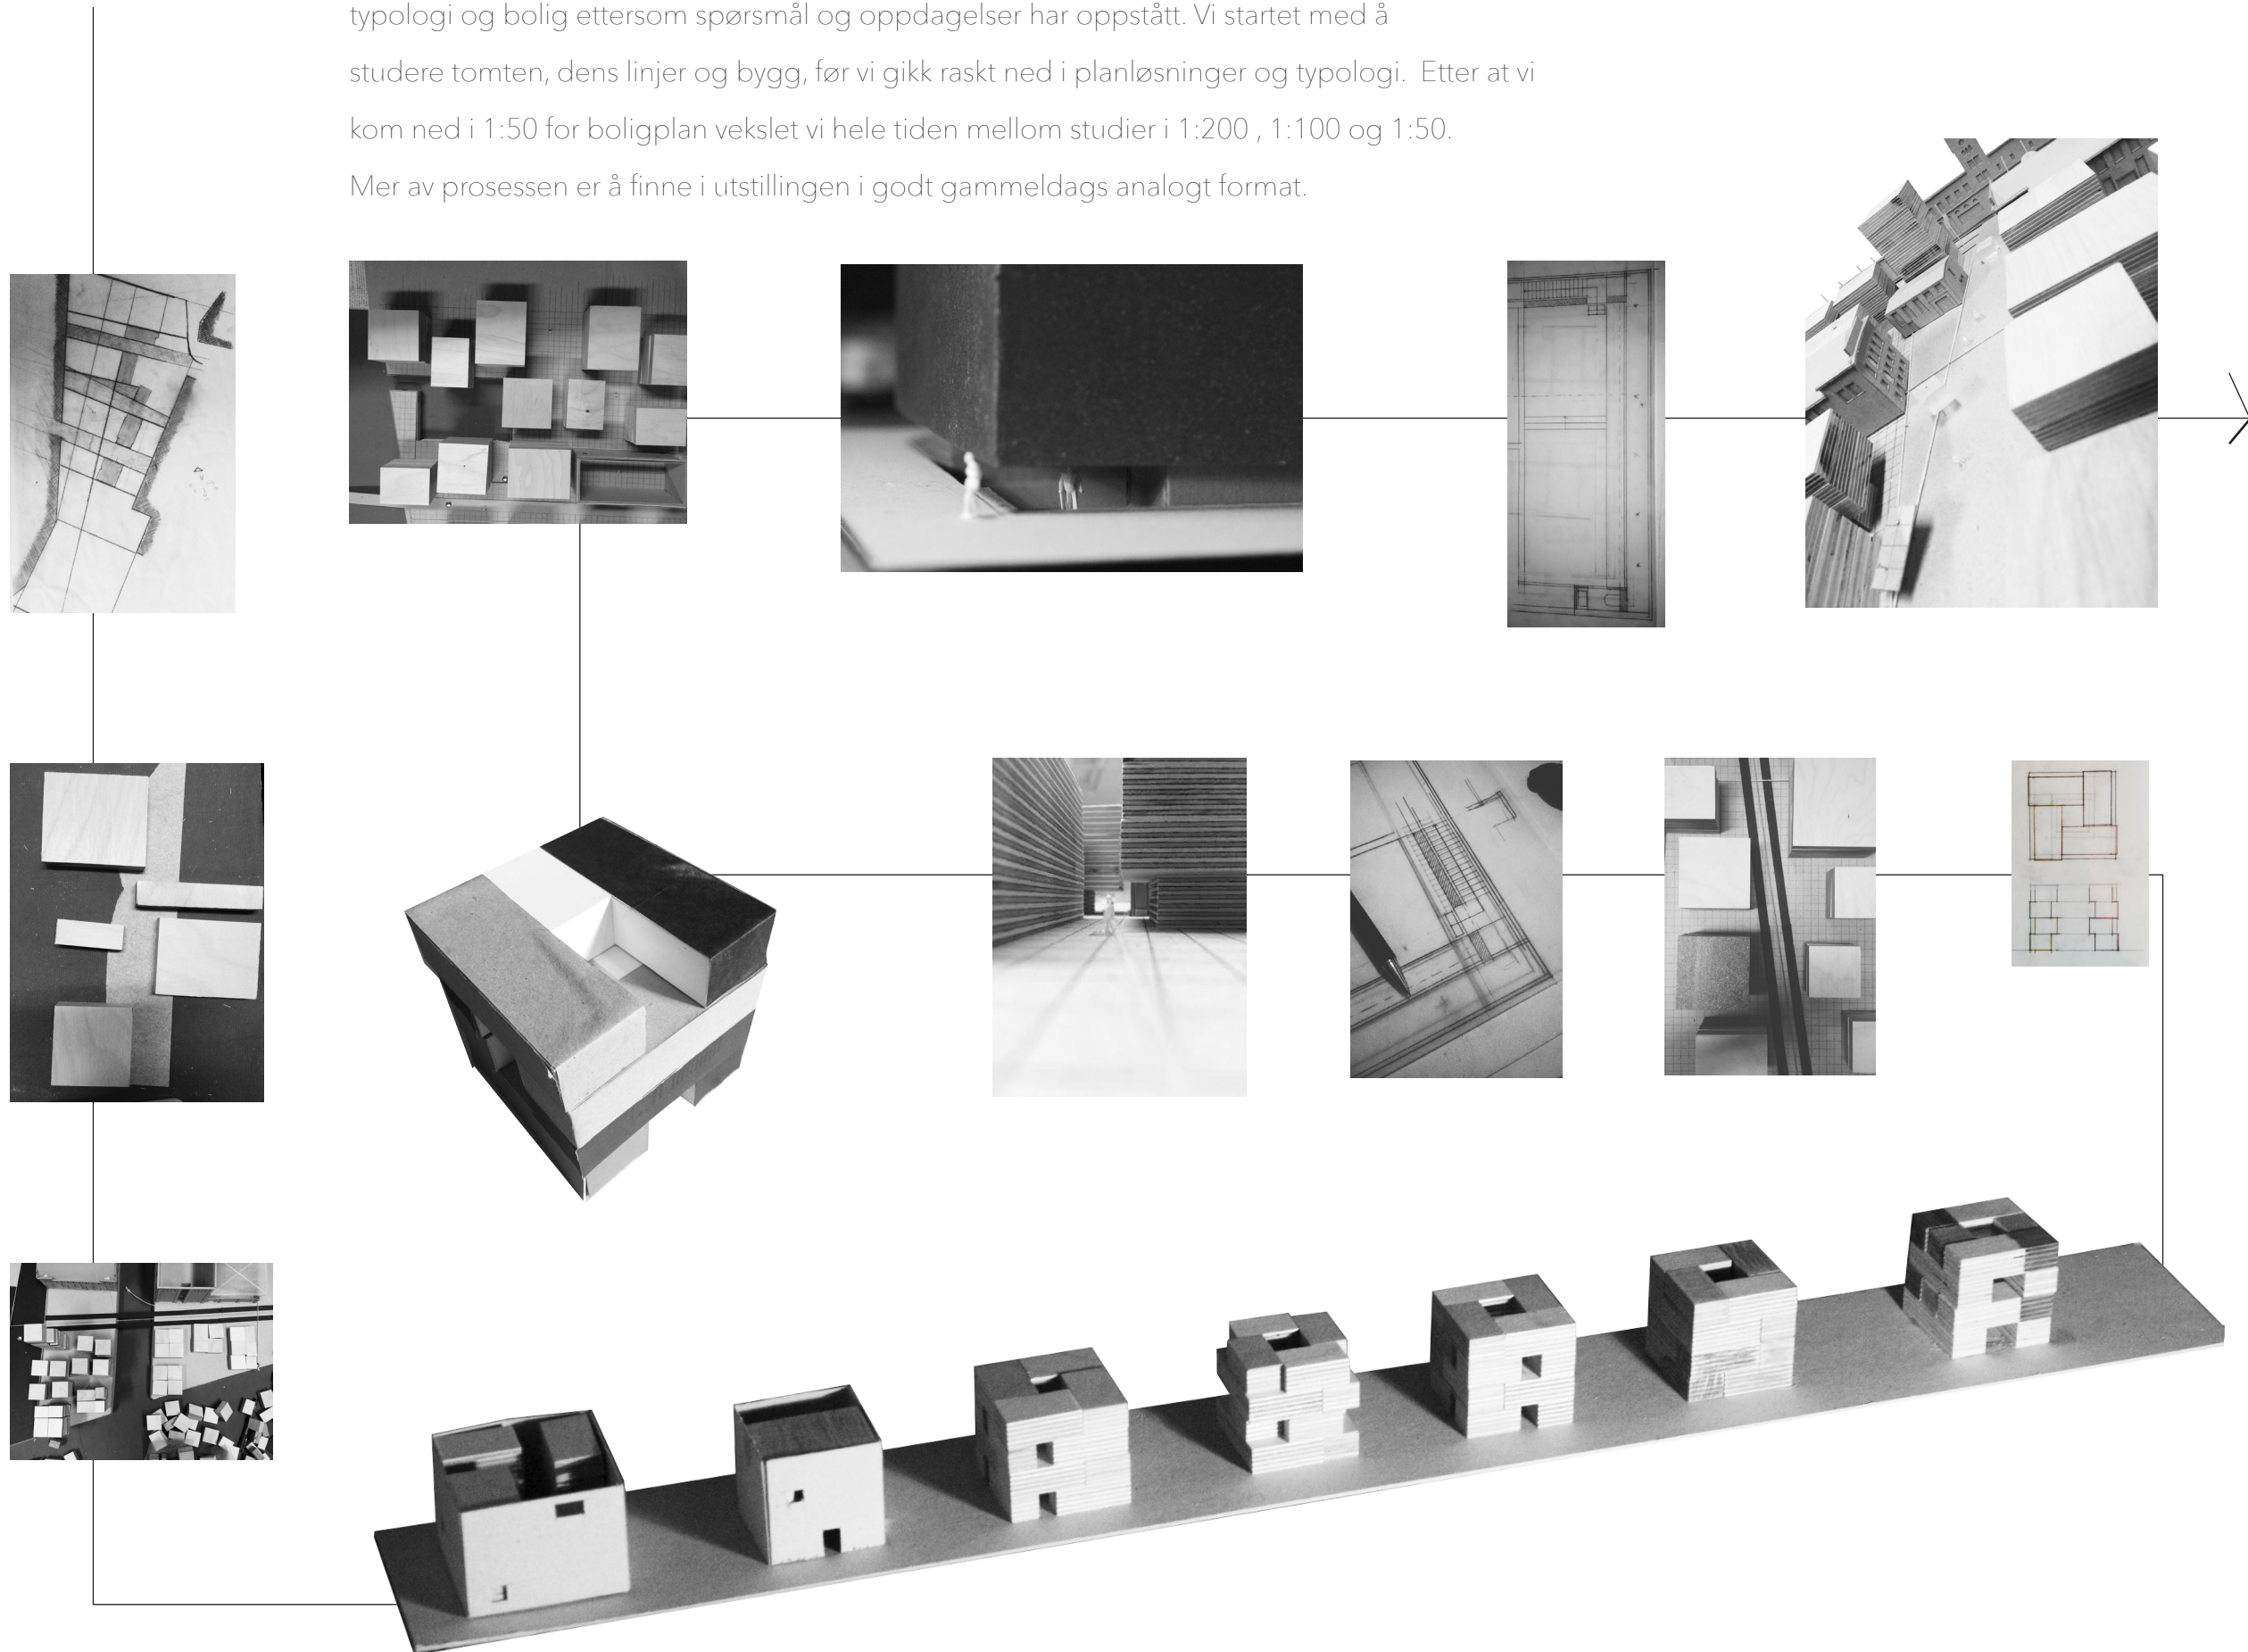 typologi og bolig ettersom spørsmål og oppdagelser har oppstått. Vi startet med å
studere tomten, dens linjer og bygg, før vi gikk raskt ned i planløsninger og typologi.  Etter at vi
kom ned i 1:50 for boligplan vekslet vi hele tiden mellom studier i 1:200 , 1:100 og 1:50.
Mer av prosessen er å finne i utstillingen i godt gammeldags analogt format.